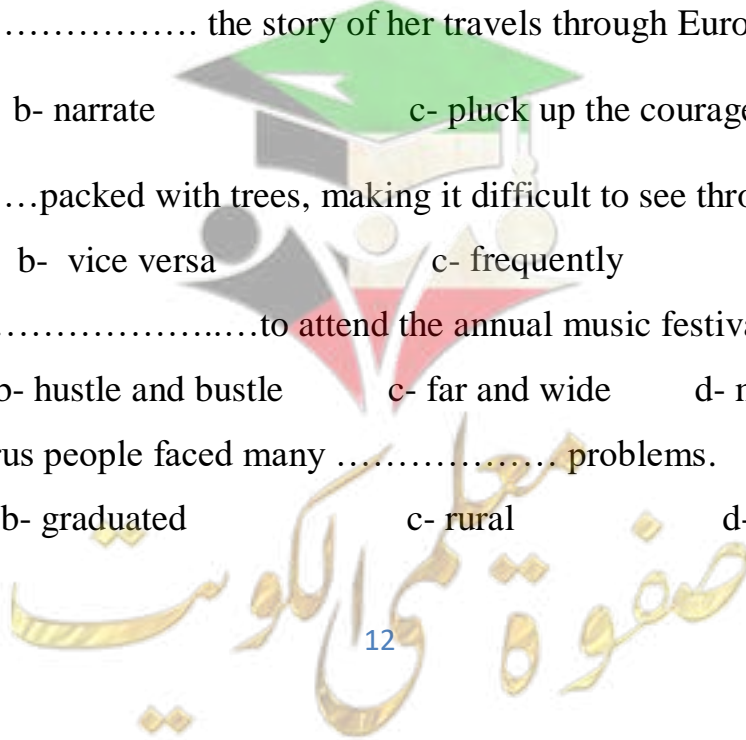 ……………. the story of her travels through Euro
b- narrate c- pluck up the courage
…packed with trees, making it difficult to see thro
b- vice versa c- frequently
………………..…to attend the annual music festiva
b- hustle and bustle c- far and wide d-
rus people faced many ……………… problems.
b- graduated c- rural d-
صفوة معلمى الكويت
12